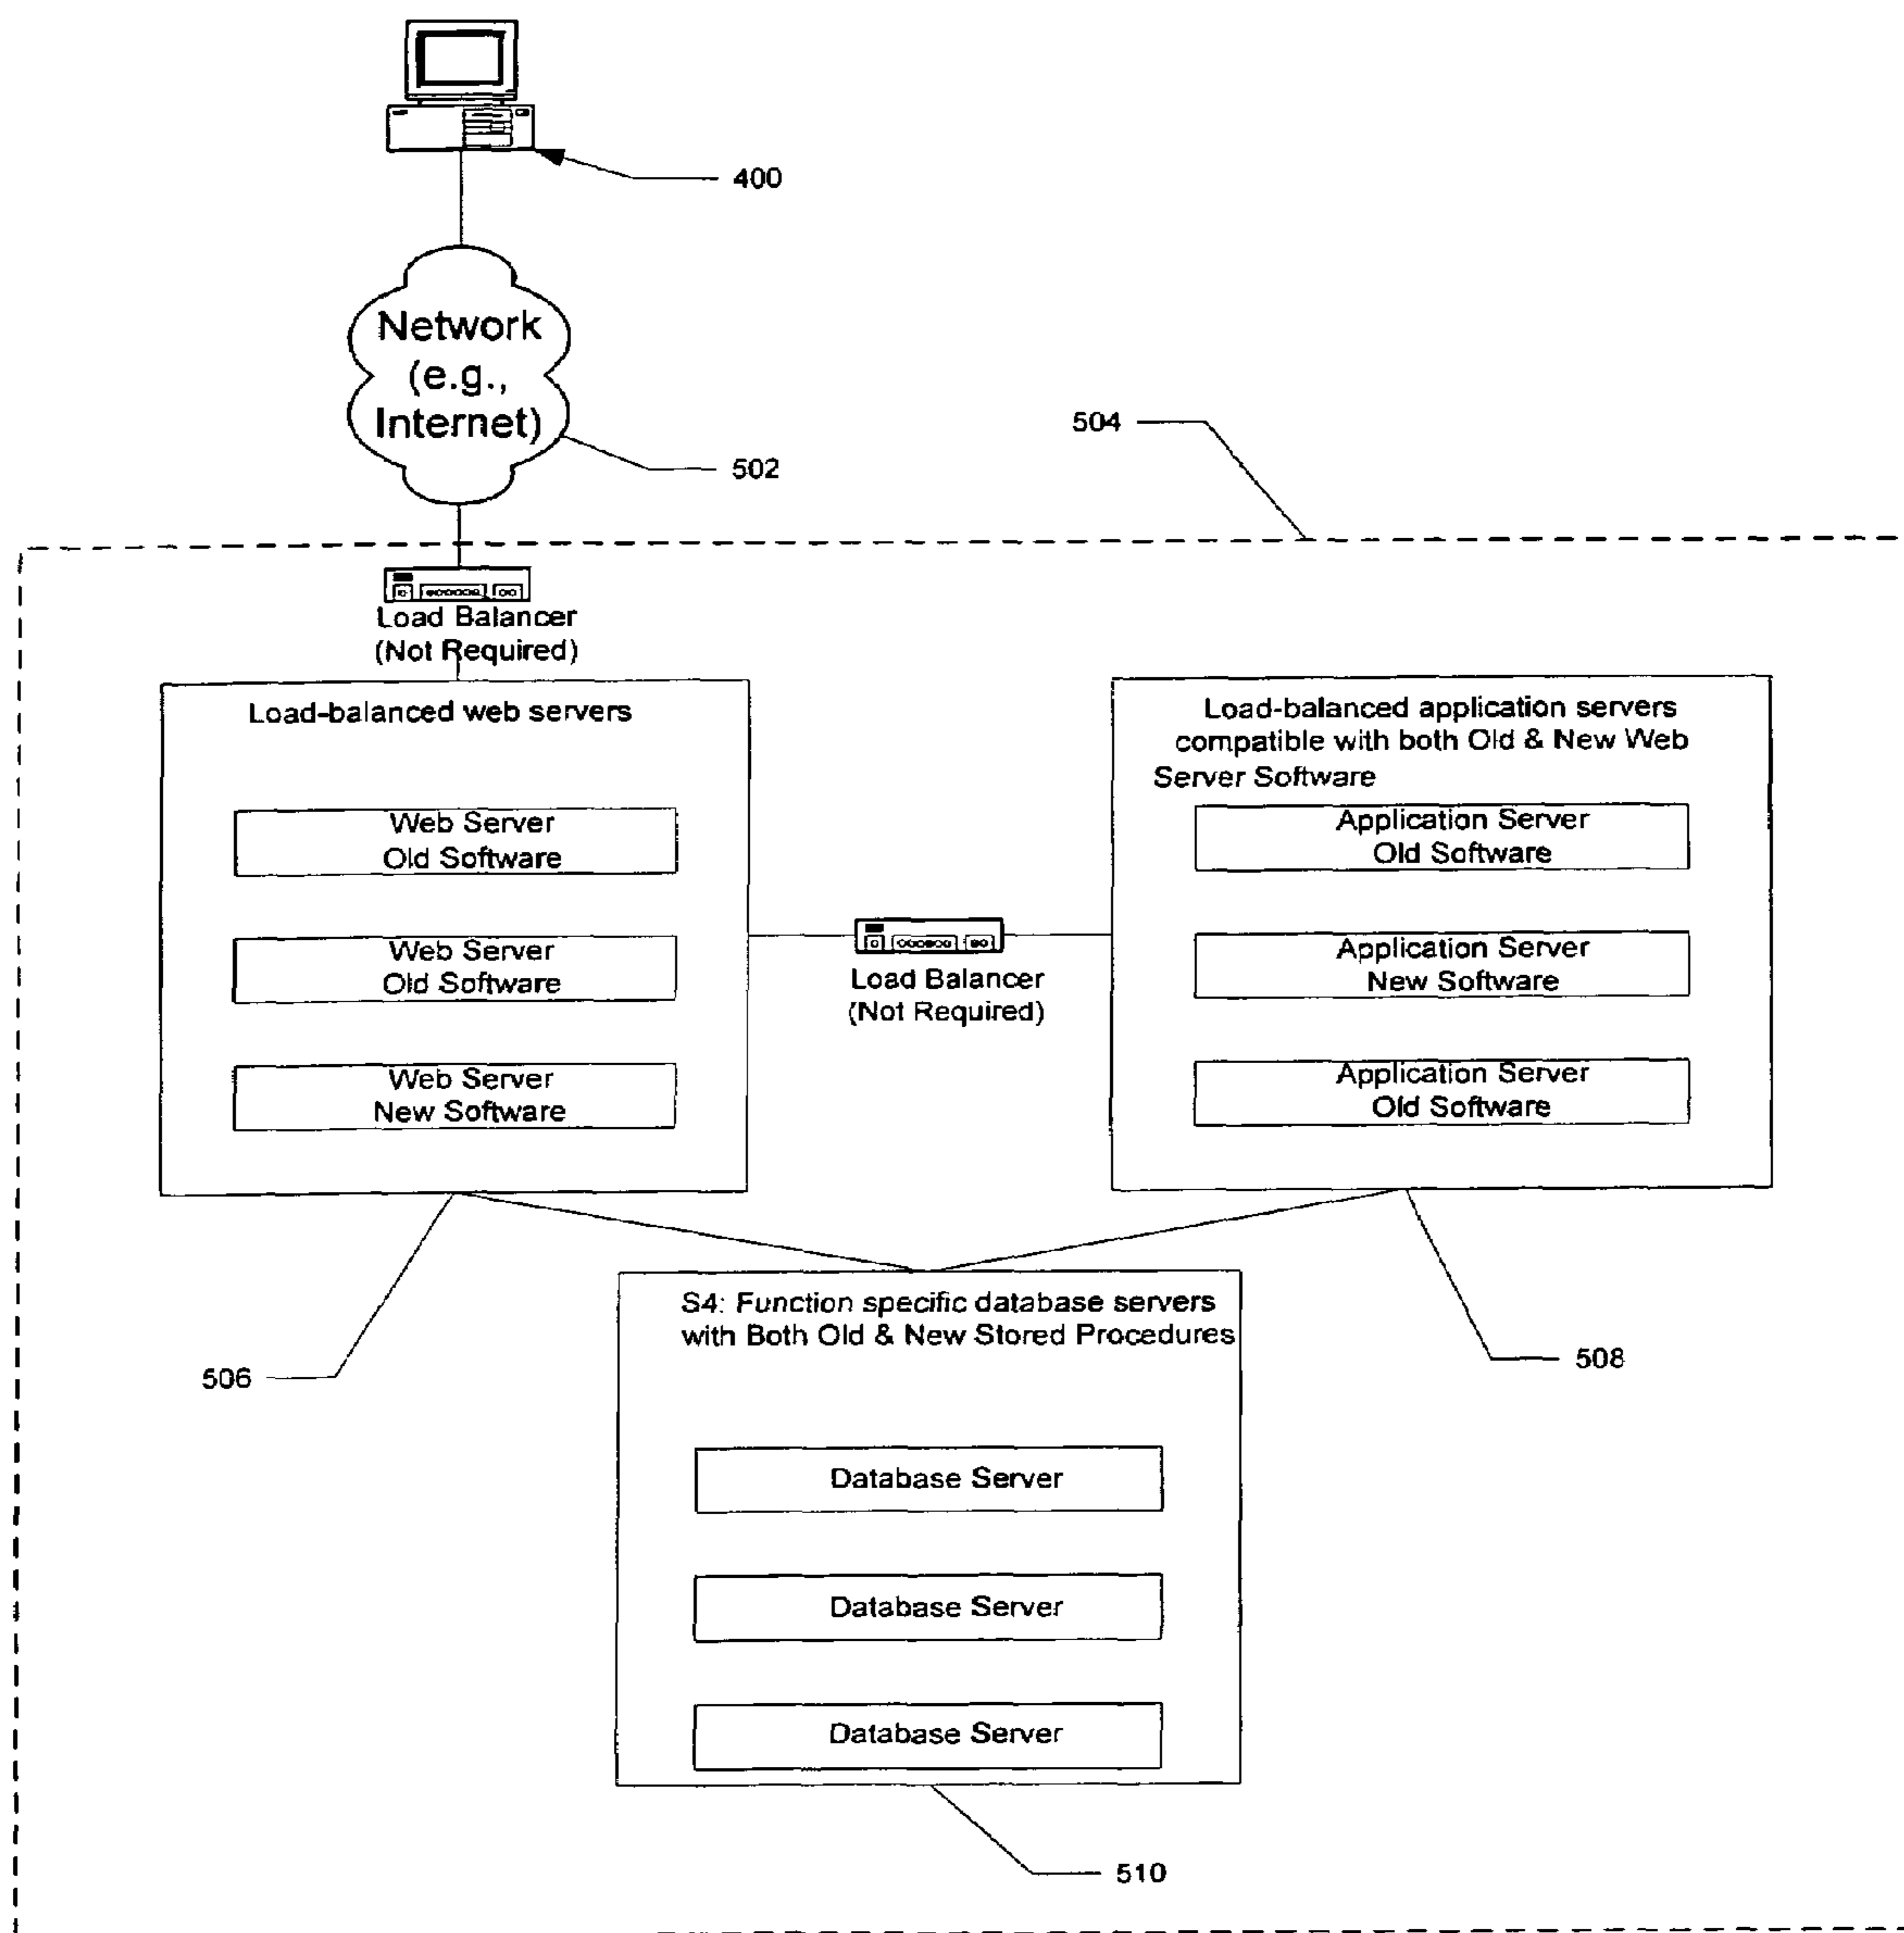 400
Network
(e.g.,
Internet)
502
504
Load Balancer
(Not Required)
Load-balanced web servers
Web Server
Old Software
Web Server
Old Software
Web Server
New Software
Load Balancer
(Not Required)
Load-balanced application servers
compatible with both Old & New Web
Server Software
Application Server
Old Software
Application Server
New Software
Application Server
Old Software
506
508
S4: Function specific database servers
with Both Old & New Stored Procedures
Database Server
Database Server
Database Server
510